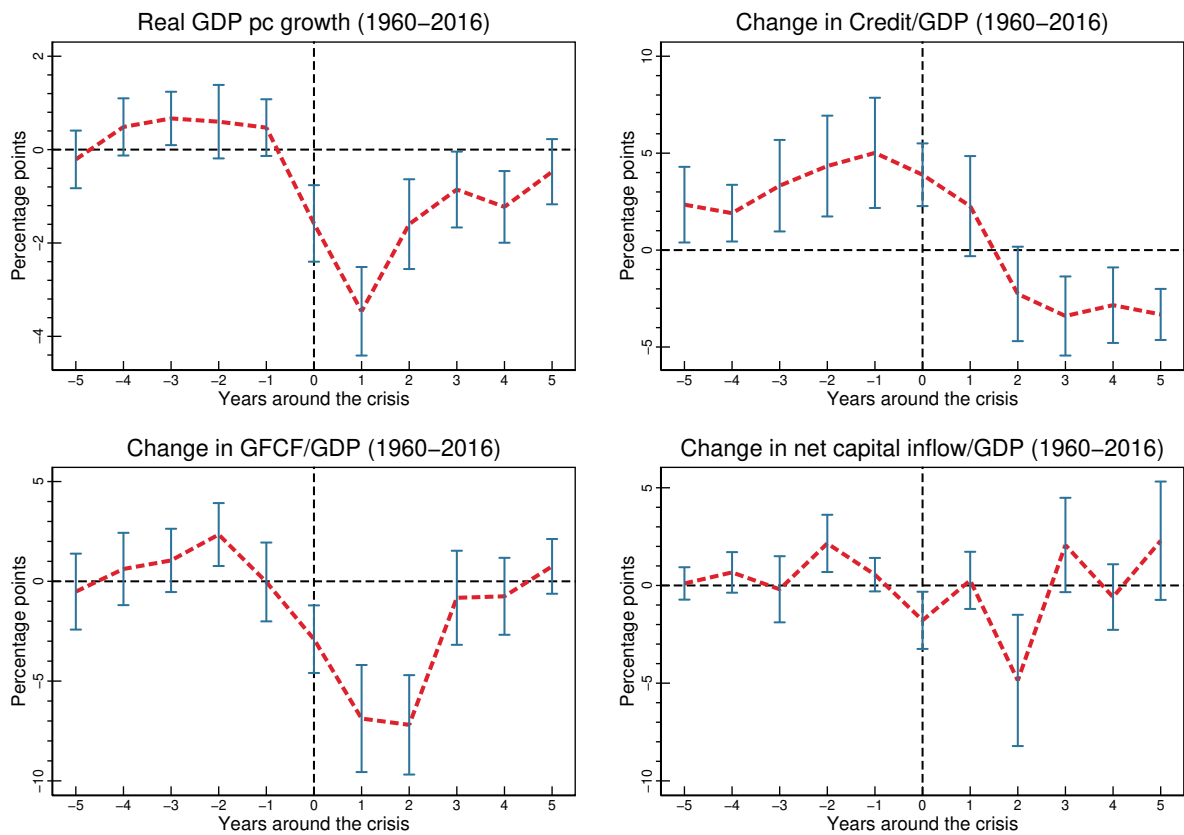 Real GDP pc growth (1960−2016)
Percentage points
2
0
−2
−4
−5 −4 −3 −2 −1 0 1 2 3 4 5
Years around the crisis
Change in Credit/GDP (1960−2016)
Percentage points
10
5
0
−5
−5 −4 −3 −2 −1 0 1 2 3 4 5
Years around the crisis
Change in GFCF/GDP (1960−2016)
Percentage points
5
0
−5
−10
−5 −4 −3 −2 −1 0 1 2 3 4 5
Years around the crisis
Change in net capital inflow/GDP (1960−2016)
Percentage points
5
0
−5
−10
−5 −4 −3 −2 −1 0 1 2 3 4 5
Years around the crisis